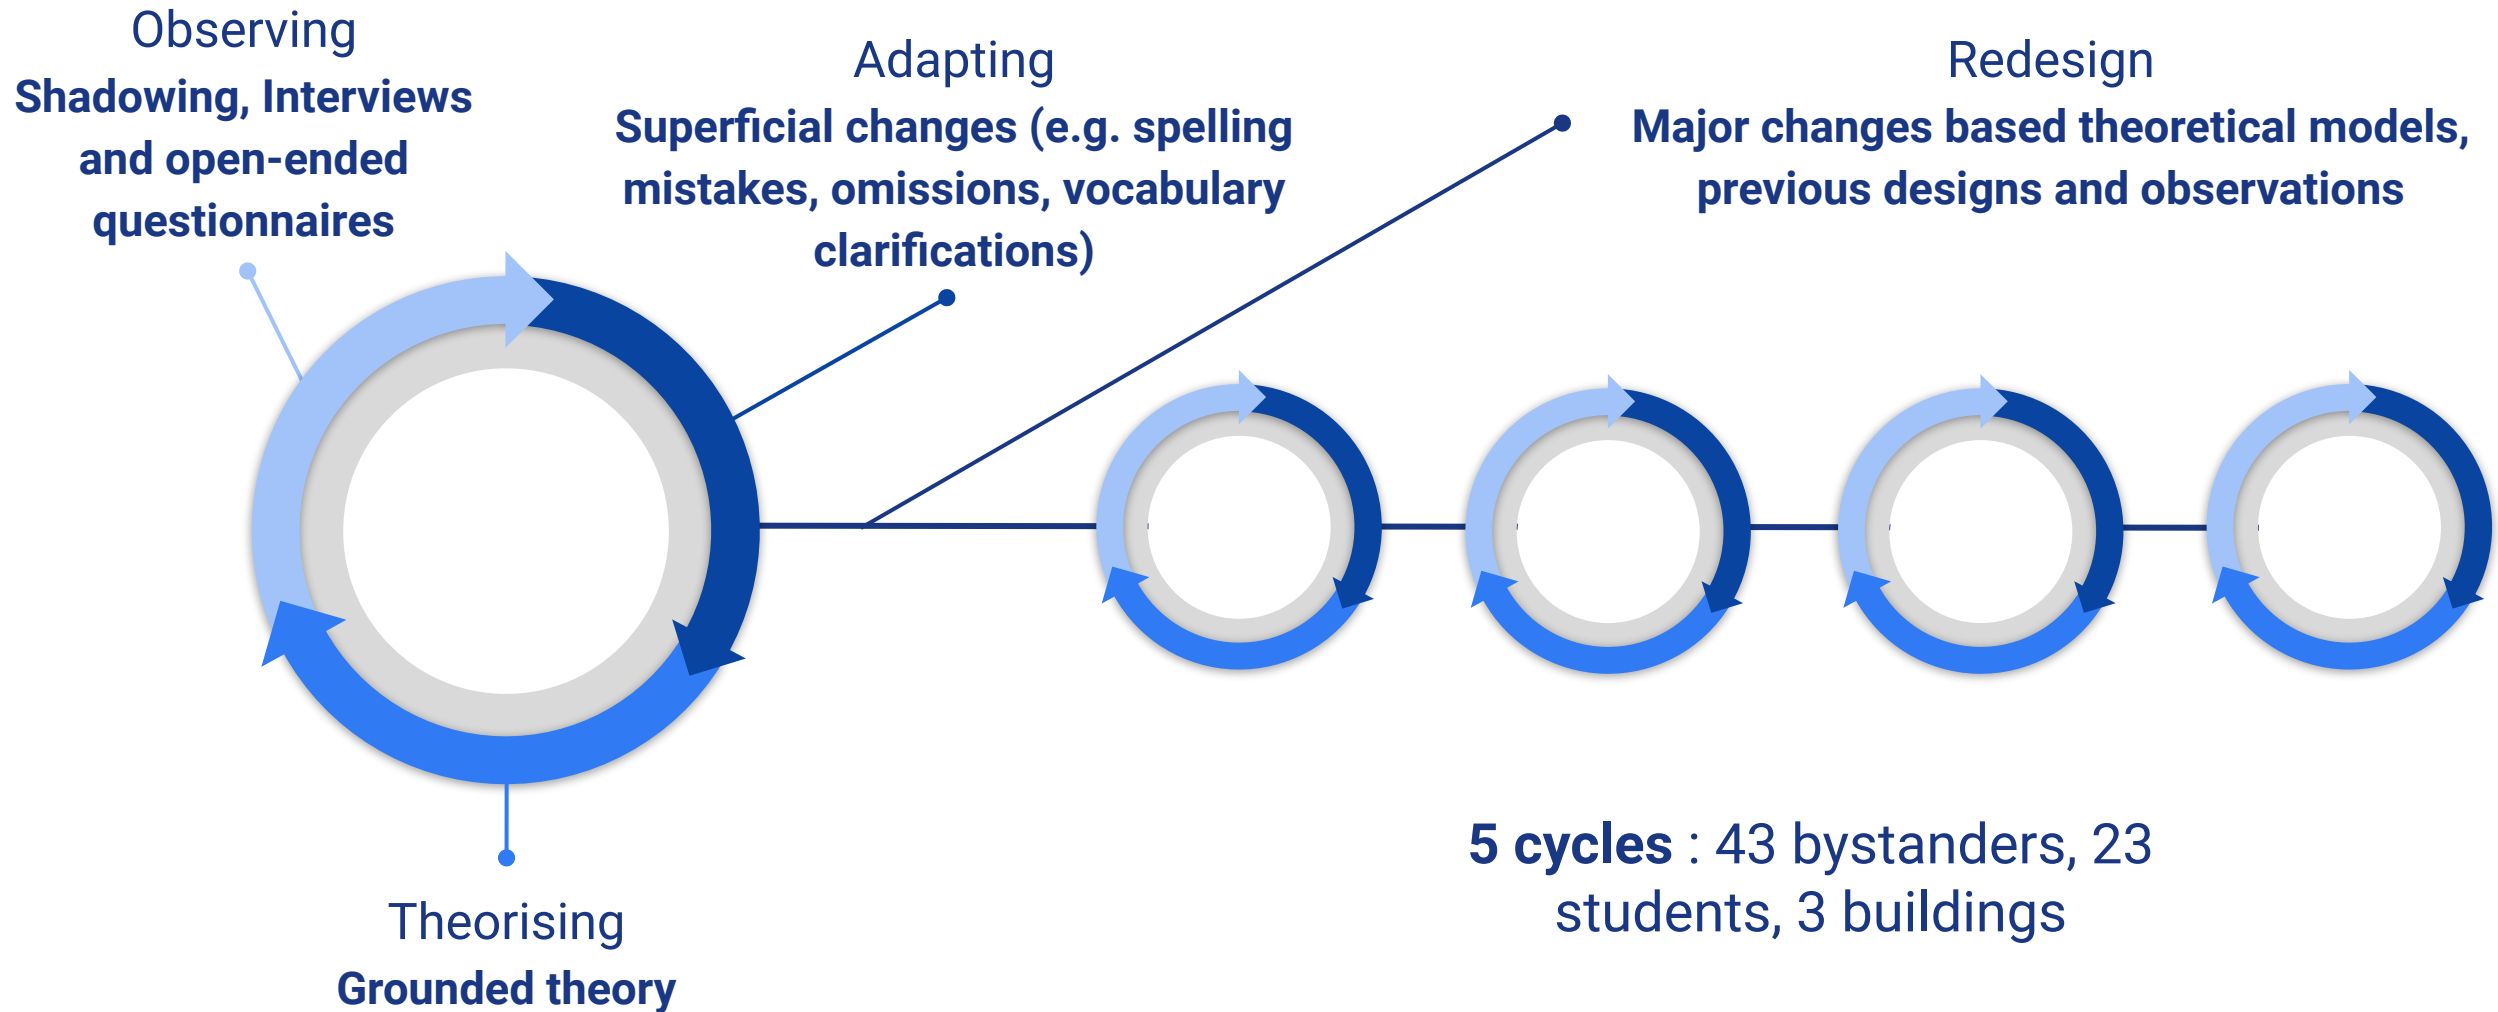 Observing
Shadowing, Interviews
and open-ended
questionnaires
Adapting
Superficial changes (e.g. spelling
mistakes, omissions, vocabulary
clarifications)
Redesign
Major changes based theoretical models,
previous designs and observations
Theorising
Grounded theory
5 cycles : 43 bystanders, 23
students, 3 buildings